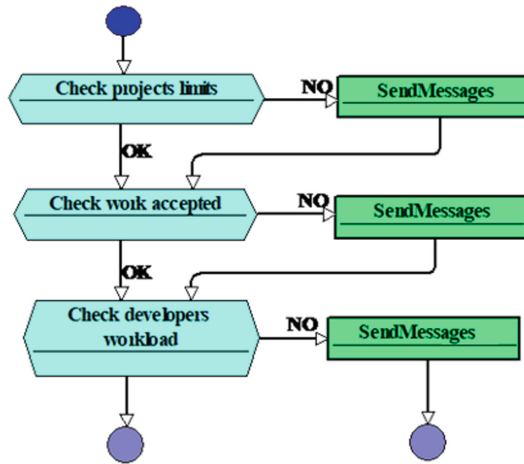 Check projects limits
NO
SendMessages
OK
Check work accepted
NO
SendMessages
OK
Check developers
workload
NO
SendMessages